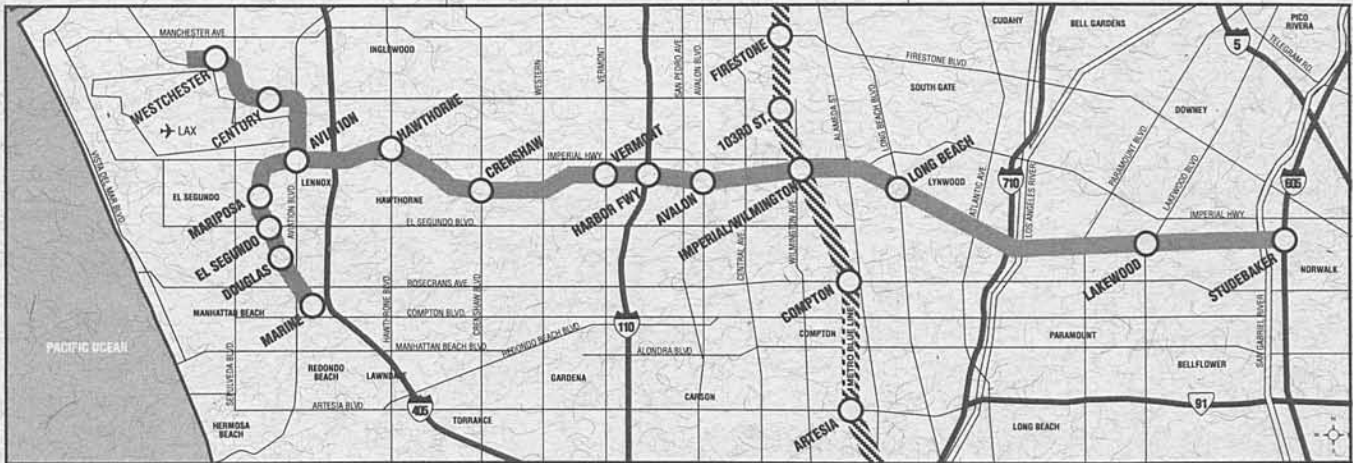 MANCHESTER AVE
INGLEWOOD
WESTERN
VERMONT
SAN PEDRO AVE
AVALON BLVD.
FIRESTONE
CUDAHY
BELL GARDENS
PICO
RIVERA
5
TELEGRAM RD
FIRESTONE BLVD.
SOUTH GATE
DOWNEY
WESTCHESTER
CENTURY
LAX
AVIATION
HAWTHORNE
CRENSHAW
IMPERIAL HWY.
VERMONT
HARBOR FWY
AVALON
103RD ST.
IMPERIAL/WILMINGTON
ALAMEDA ST
LONG BEACH BLVD.
LONG BEACH
LYNWOOD
ATLANTIC AVE
710
LOS ANGELES RIVER
PARAMOUNT BLVD
LAKEWOOD BLVD.
605
IMPERIAL HWY.
VISTA DEL MAR BLVD.
EL SEGUNDO
LENNOX
AVIATION BLVD.
HAWTHORNE
EL SEGUNDO BLVD.
MARIPOSA
EL SEGUNDO
DOUGLAS
MARINE
CENTRAL AVE
WILMINGTON AVE
LAKEWOOD
STUDEBAKER
NORWALK
MANHATTAN BEACH
ROSECRANS AVE
COMPTON BLVD.
MANHATTAN BEACH BLVD
REDONDO BEACH BLVD
HAWTHORNE BLVD
CRENSHAW BLVD
110
COMPTON
COMPTON
METRO BLUE LINE
PARAMOUNT
SAN GABRIEL RIVER
PACIFIC OCEAN
SEPULVEDA BLVD.
REDONDO
BEACH
LAWNDALE
ALONDRA BLVD
GARDENA
CARSON
BELLFLOWER
ARTESIA BLVD.
405
TORRANCE
HERMOSA
BEACH
ARTESIA
LONG BEACH
91